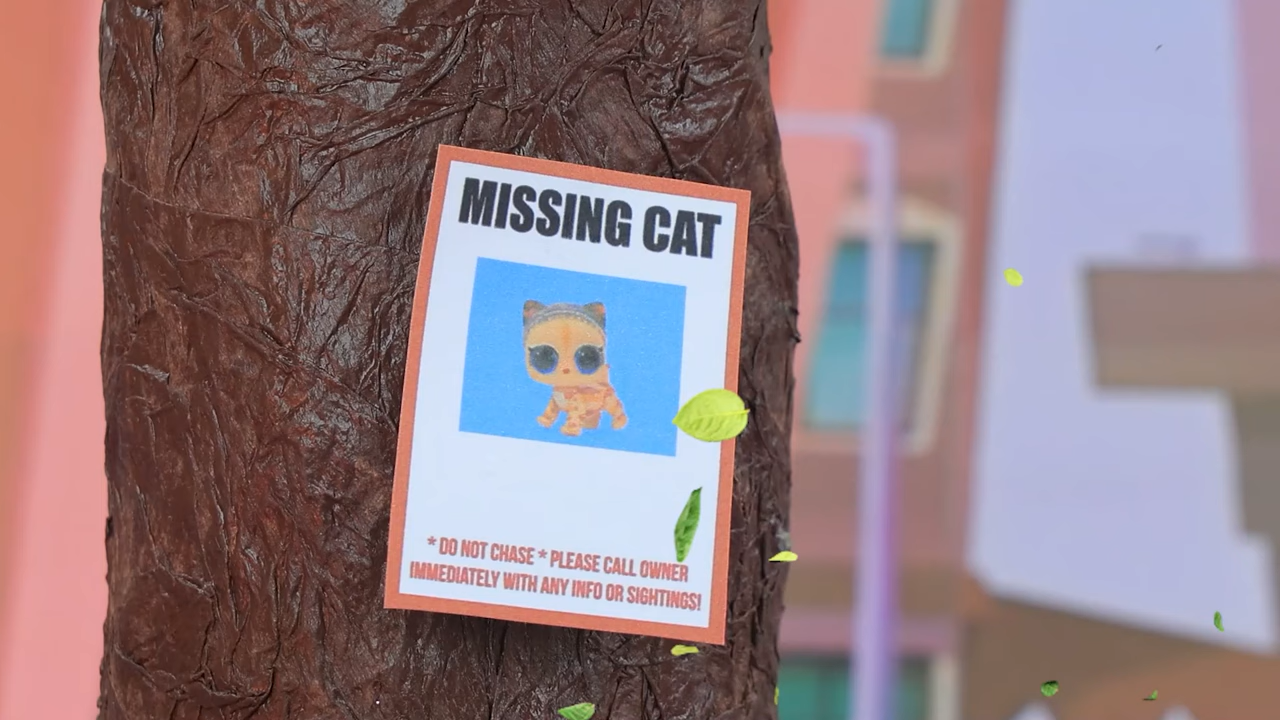 MISSING CAT
* DO NOT CHASE * PLEASE CALL OWNER
IMMEDIATELY WITH ANY INFO OR SIGHTINGS!